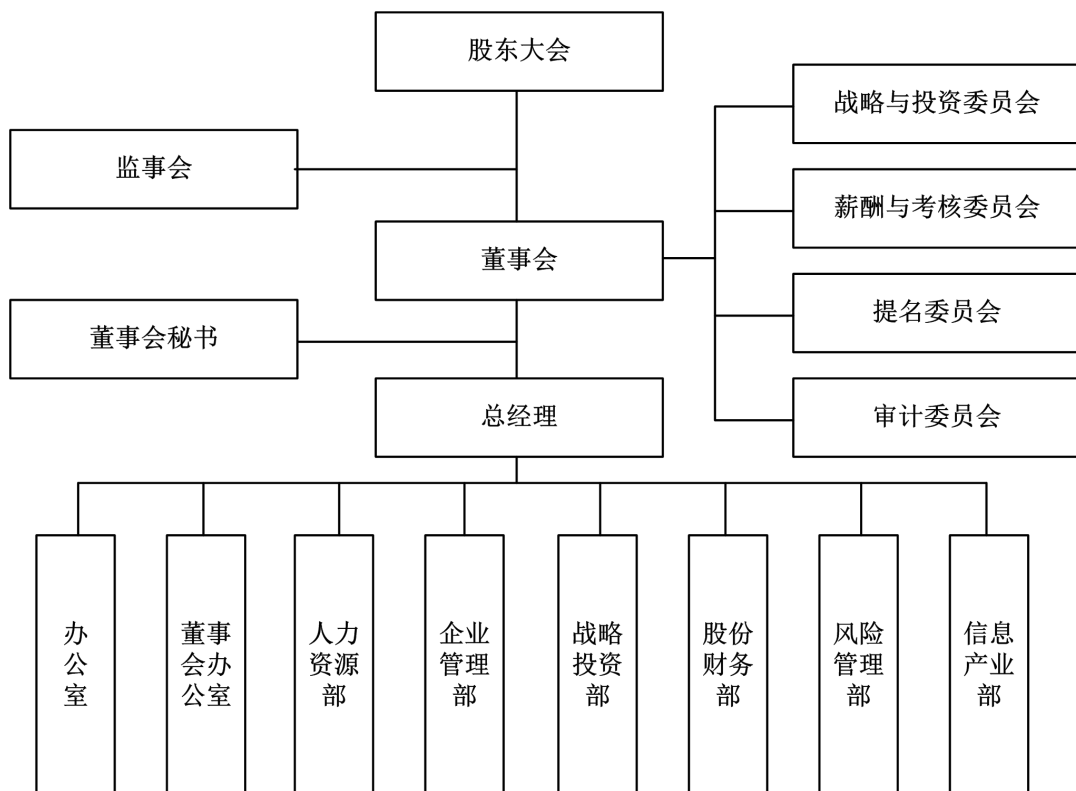 股东大会
战略与投资委员会
监事会
薪酬与考核委员会
董事会
提名委员会
董事会秘书
总经理
审计委员会
办
公
室
董事
会办
公室
人力
资源
部
企业
管理
部
战略
投资
部
股份
财务
部
风险
管理
部
信息
产业
部